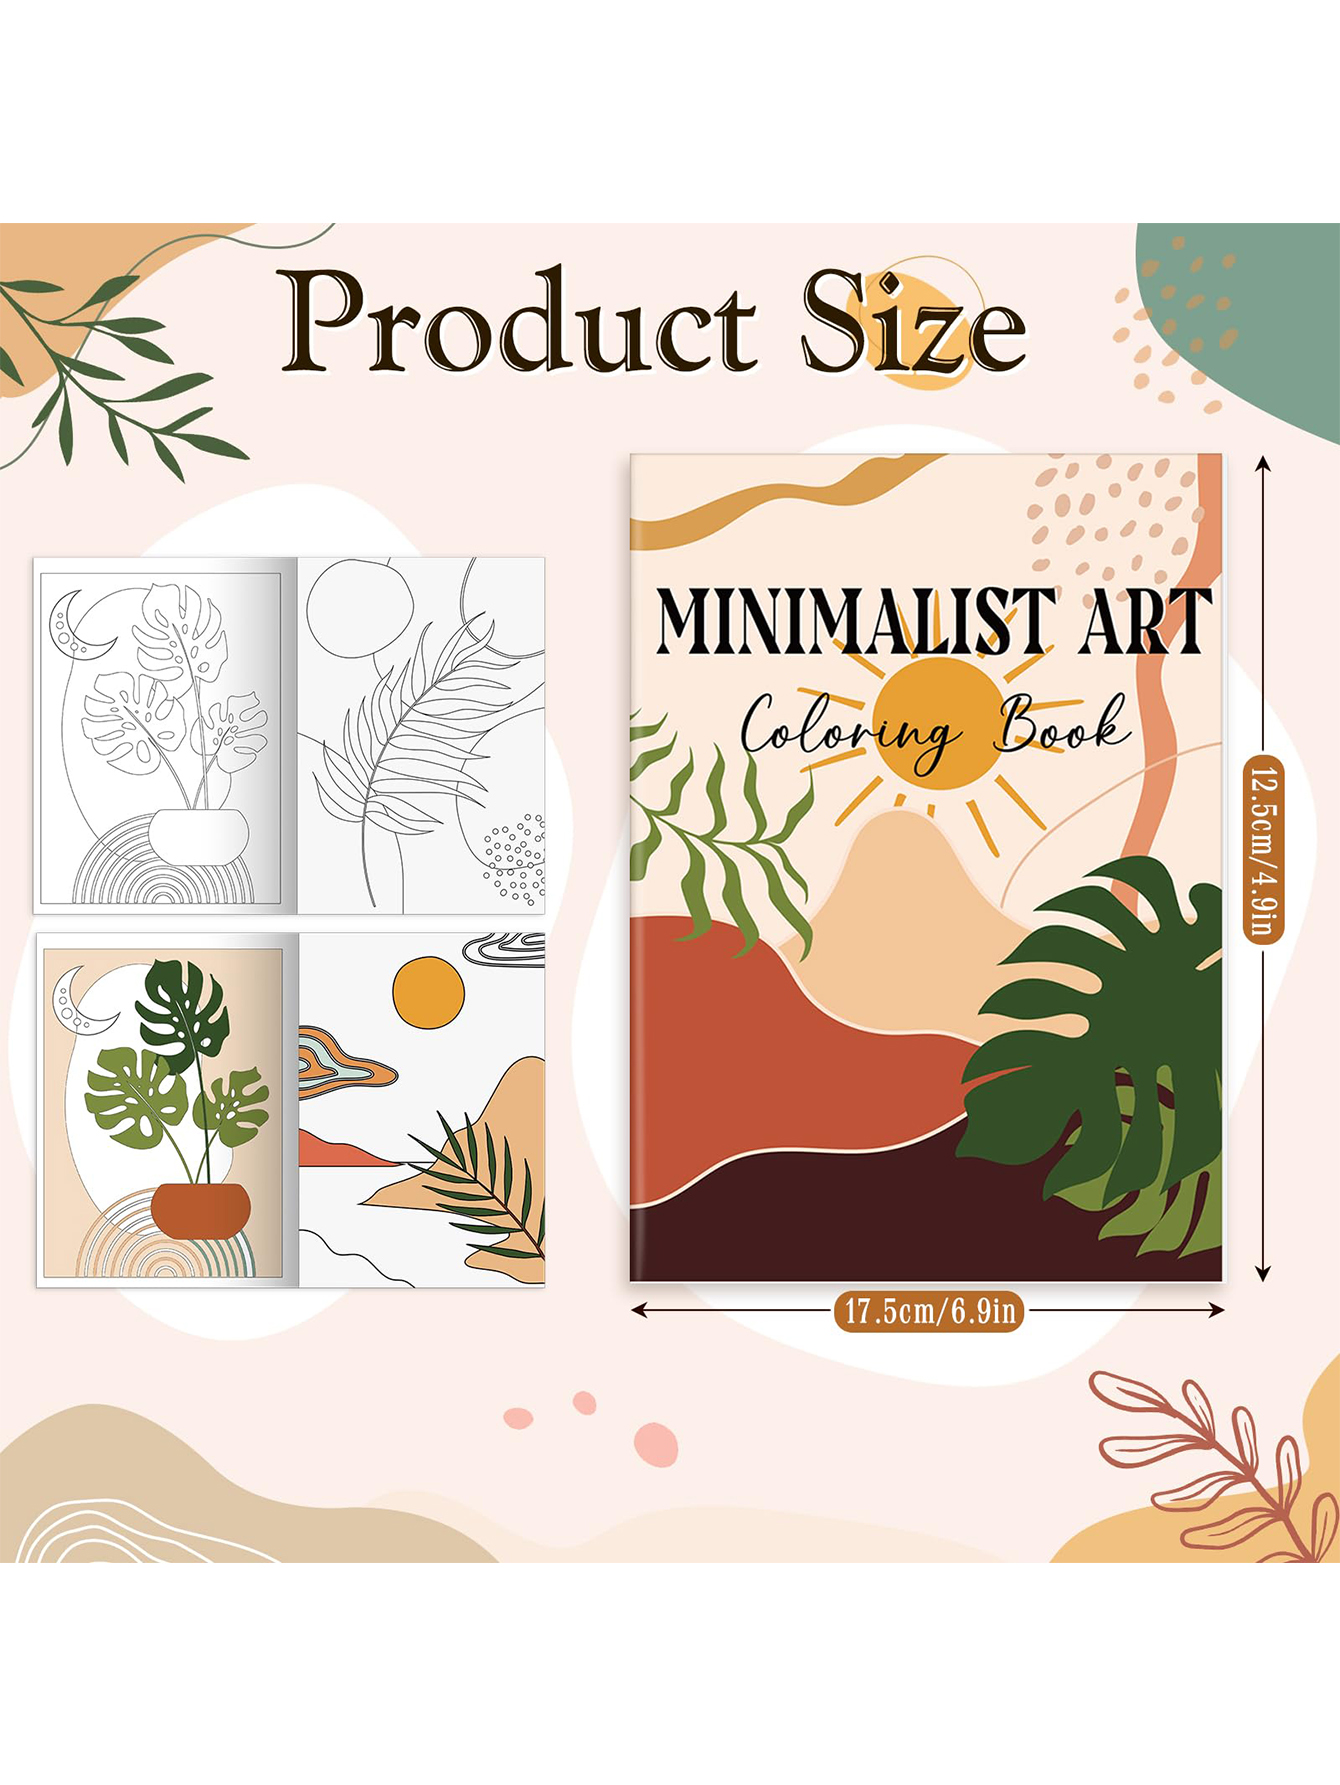 Product Size
MINIMALIST ART
Coloring Book
12.5cm/4.9in
17.5cm/6.9in